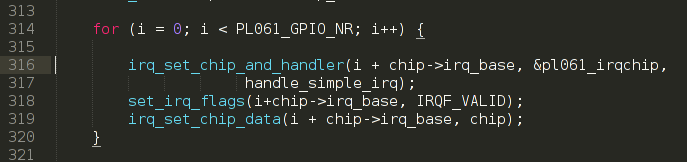 313
314 for (i = 0; i < PL061_GPIO_NR; i++) {
315
316 irq_set_chip_and_handler(i + chip->irq_base, &pl061_irqchip,
317 handle_simple_irq);
318 set_irq_flags(i+chip->irq_base, IRQF_VALID);
319 irq_set_chip_data(i + chip->irq_base, chip);
320 }
321